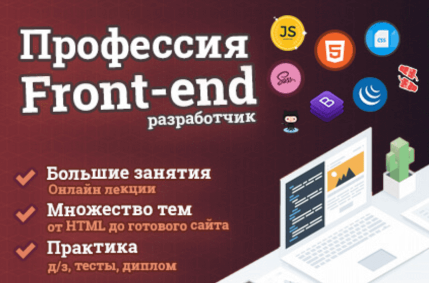 Профессия
Front-end
разработчик
Большие занятия
Онлайн лекции
Множество тем
от HTML до готового сайта
Практика
д/з, тесты, диплом
JS
5
B